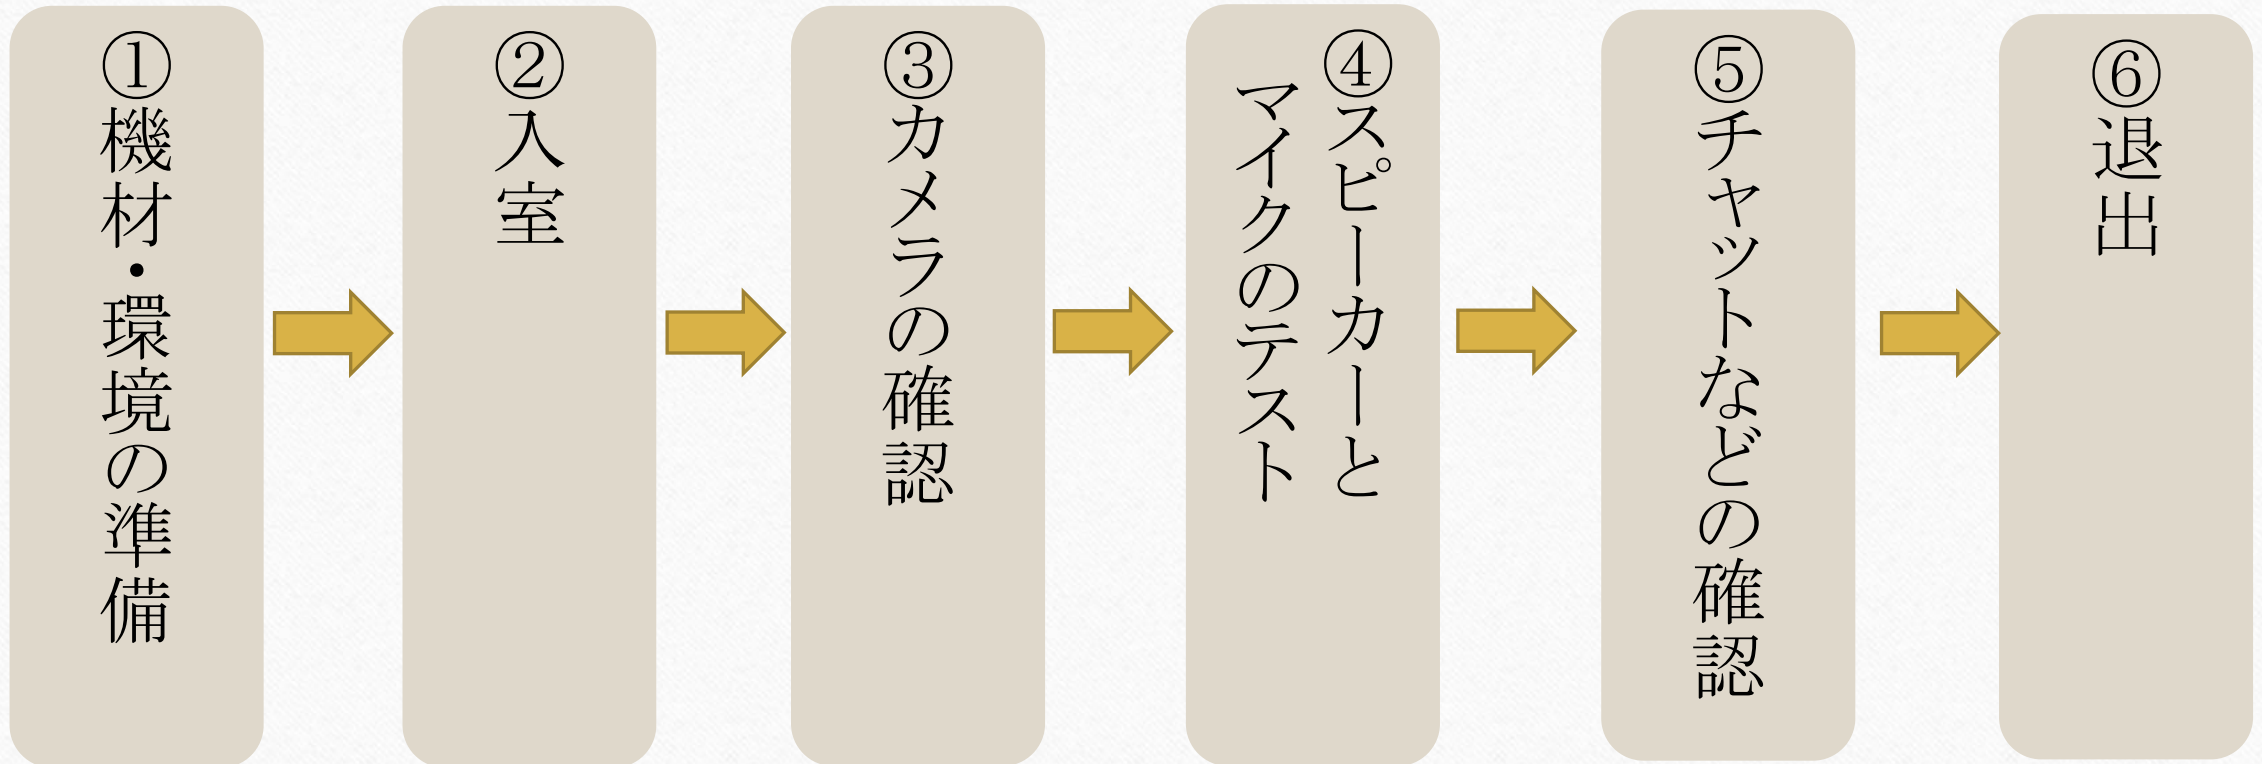 ①機材・環境の準備
②入室
③カメラの確認
④スピーカーと
マイクのテスト
⑤チャットなどの確認
⑥退出